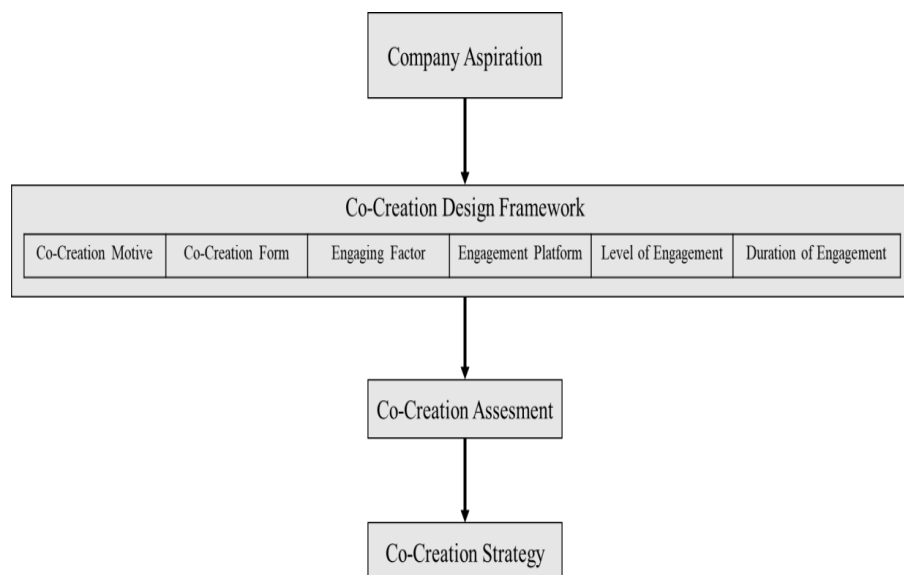 Company Aspiration
Co-Creation Design Framework
Co-Creation Motive
Co-Creation Form
Engaging Factor
Engagement Platform
Level of Engagement
Duration of Engagement
Co-Creation Assesment
Co-Creation Strategy